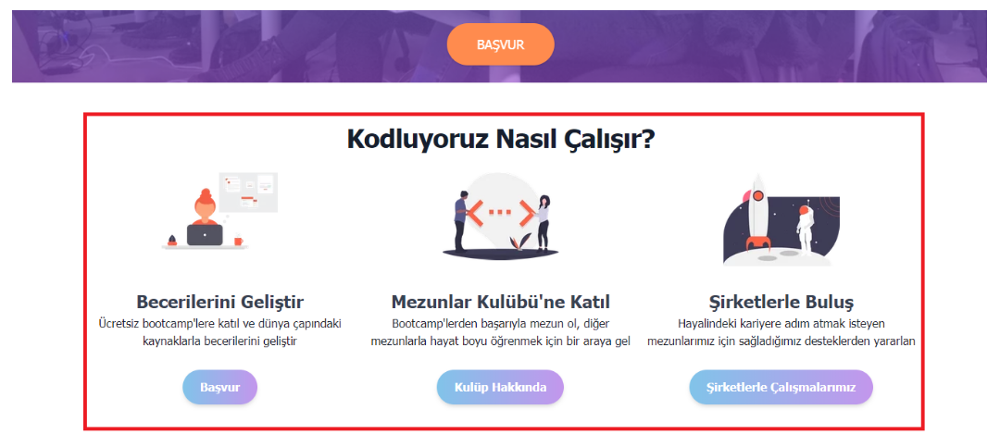 BAŞVUR
Kodluyoruz Nasıl Çalışır?
Becerilerini Geliştir
Ücretsiz bootcamp'lere katıl ve dünya çapındaki
kaynaklarla becerilerini geliştir
Başvur
Mezunlar Kulübü'ne Katıl
Bootcamp'lerden başarıyla mezun ol, diğer
mezunlarla hayat boyu öğrenmek için bir araya gel
Kulüp Hakkında
Şirketlerle Buluş
Hayalindeki kariyere adım atmak isteyen
mezunlarımız için sağladığımız desteklerden yararlan
Şirketlerle Çalışmalarımız